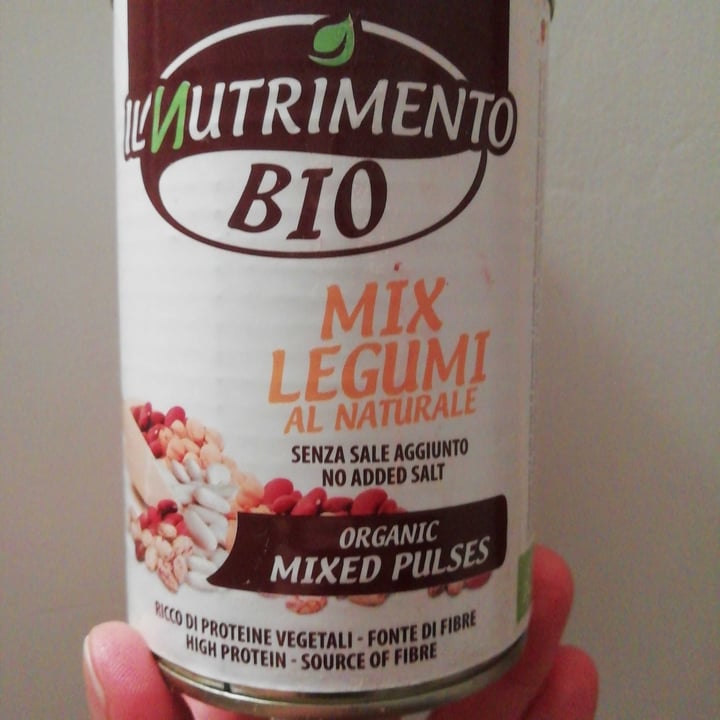 IL NUTRIMENTO
BIO
MIX
LEGUMI
AL NATURALE
SENZA SALE AGGIUNTO
NO ADDED SALT
ORGANIC
MIXED PULSES
RICCO DI PROTEINE VEGETALI - FONTE DI FIBRE
HIGH PROTEIN - SOURCE OF FIBRE